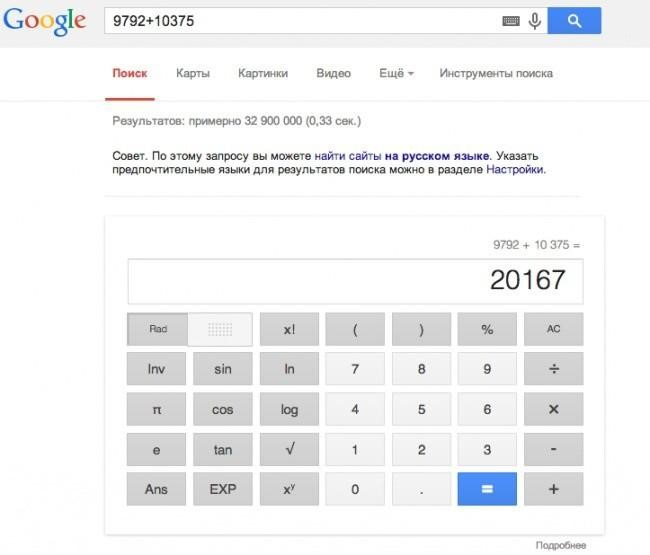 Google 9792+10375
Поиск Карты Картинки Видео Ещё Инструменты поиска
Результатов: примерно 32 900 000 (0,33 сек.)
Совет. По этому запросу вы можете найти сайты на русском языке. Указать
предпочтительные языки для результатов поиска можно в разделе Настройки.
9792 + 10 375 =
20167
Rad x! ( ) % AC
Inv sin ln 7 8 9 ÷
π cos log 4 5 6 ×
e tan √ 1 2 3 -
Ans EXP xʸ 0 . = +
Подробнее